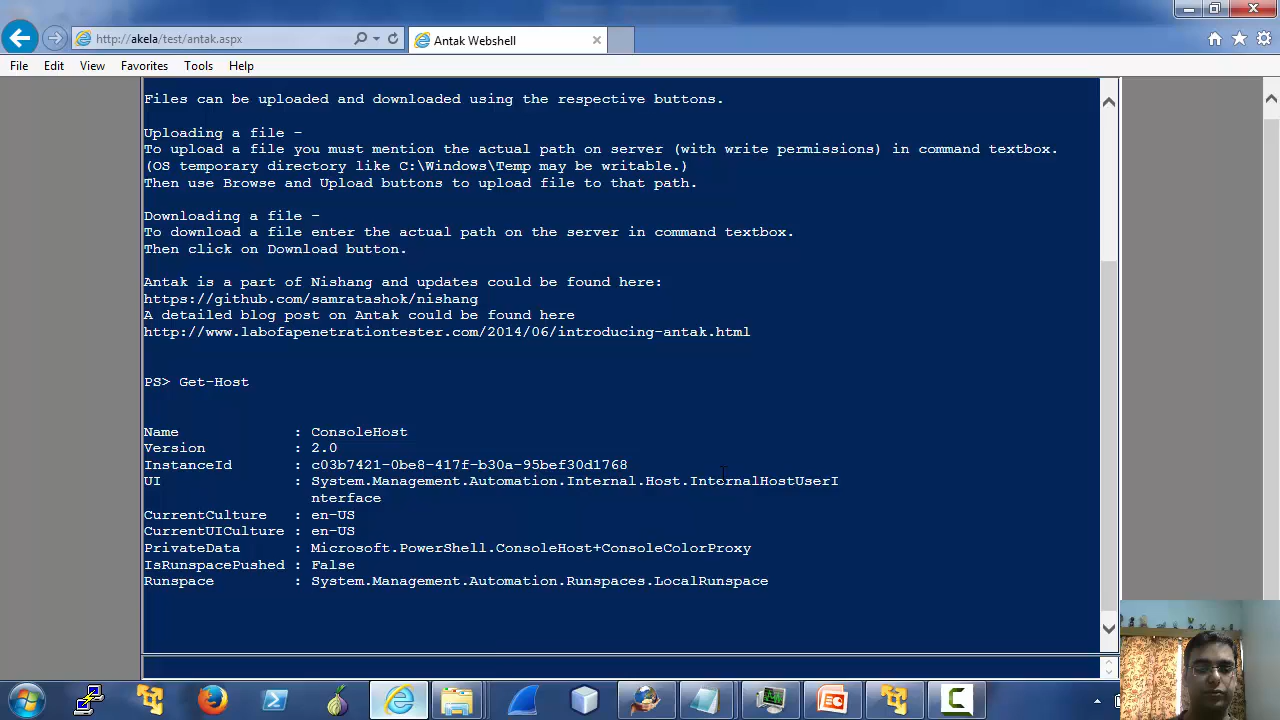 http://akela/test/antak.aspx
Antak Webshell
File Edit View Favorites Tools Help
Files can be uploaded and downloaded using the respective buttons.
Uploading a file -
To upload a file you must mention the actual path on server (with write permissions) in command textbox.
(OS temporary directory like C:\Windows\Temp may be writable.)
Then use Browse and Upload buttons to upload file to that path.
Downloading a file -
To download a file enter the actual path on the server in command textbox.
Then click on Download button.
Antak is a part of Nishang and updates could be found here:
https://github.com/samratashok/nishang
A detailed blog post on Antak could be found here
http://www.labofapenetrationtester.com/2014/06/introducing-antak.html
PS> Get-Host
Name : ConsoleHost
Version : 2.0
InstanceId : c03b7421-0be8-417f-b30a-95bef30d1768
UI : System.Management.Automation.Internal.Host.InternalHostUserI
nterface
CurrentCulture : en-US
CurrentUICulture : en-US
PrivateData : Microsoft.PowerShell.ConsoleHost+ConsoleColorProxy
IsRunspacePushed : False
Runspace : System.Management.Automation.Runspaces.LocalRunspace